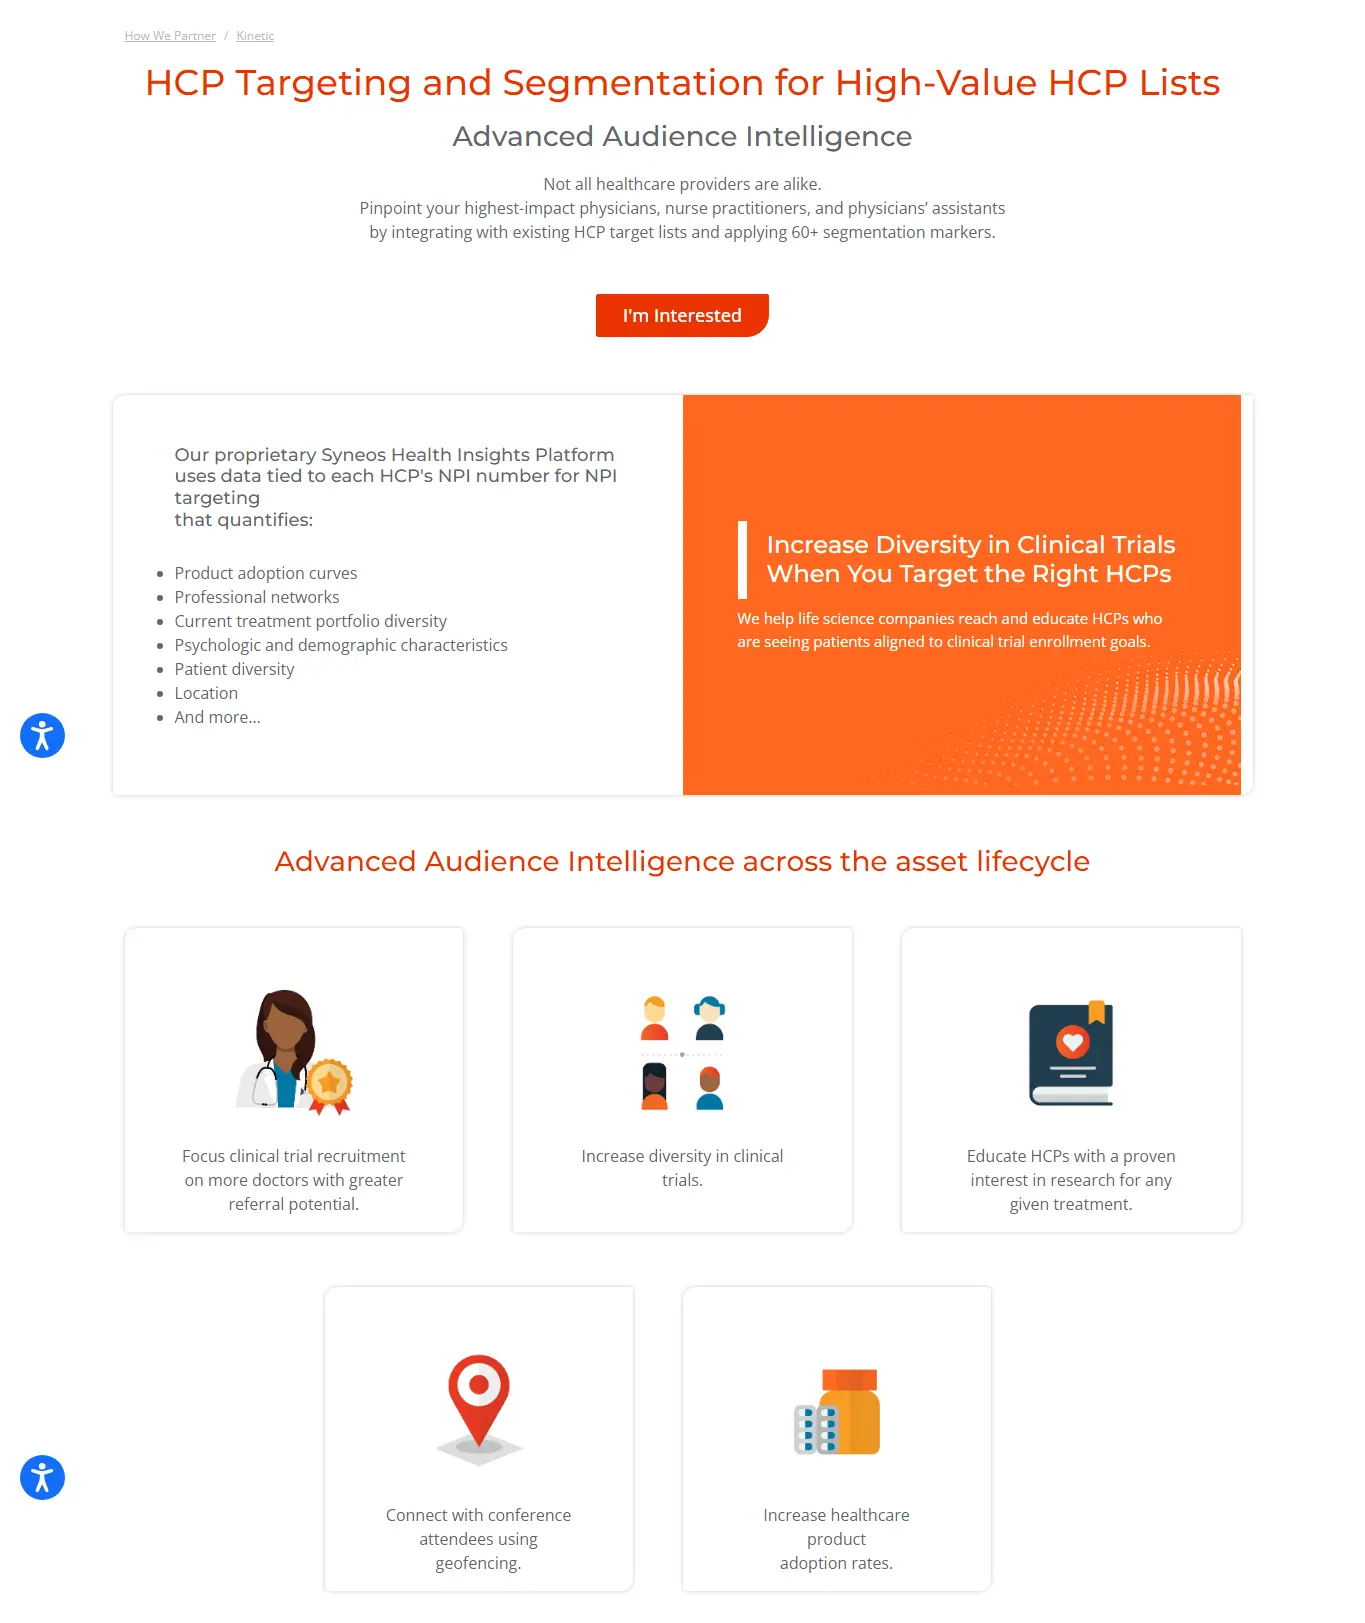 How We Partner / Kinetic
HCP Targeting and Segmentation for High-Value HCP Lists
Advanced Audience Intelligence
Not all healthcare providers are alike.
Pinpoint your highest-impact physicians, nurse practitioners, and physicians’ assistants
by integrating with existing HCP target lists and applying 60+ segmentation markers.
I'm Interested
Our proprietary Syneos Health Insights Platform
uses data tied to each HCP's NPI number for NPI
targeting
that quantifies:
Product adoption curves
Professional networks
Current treatment portfolio diversity
Psychologic and demographic characteristics
Patient diversity
Location
And more...
Increase Diversity in Clinical Trials
When You Target the Right HCPs
We help life science companies reach and educate HCPs who
are seeing patients aligned to clinical trial enrollment goals.
Advanced Audience Intelligence across the asset lifecycle
Focus clinical trial recruitment
on more doctors with greater
referral potential.
Increase diversity in clinical
trials.
Educate HCPs with a proven
interest in research for any
given treatment.
Connect with conference
attendees using
geofencing.
Increase healthcare
product
adoption rates.